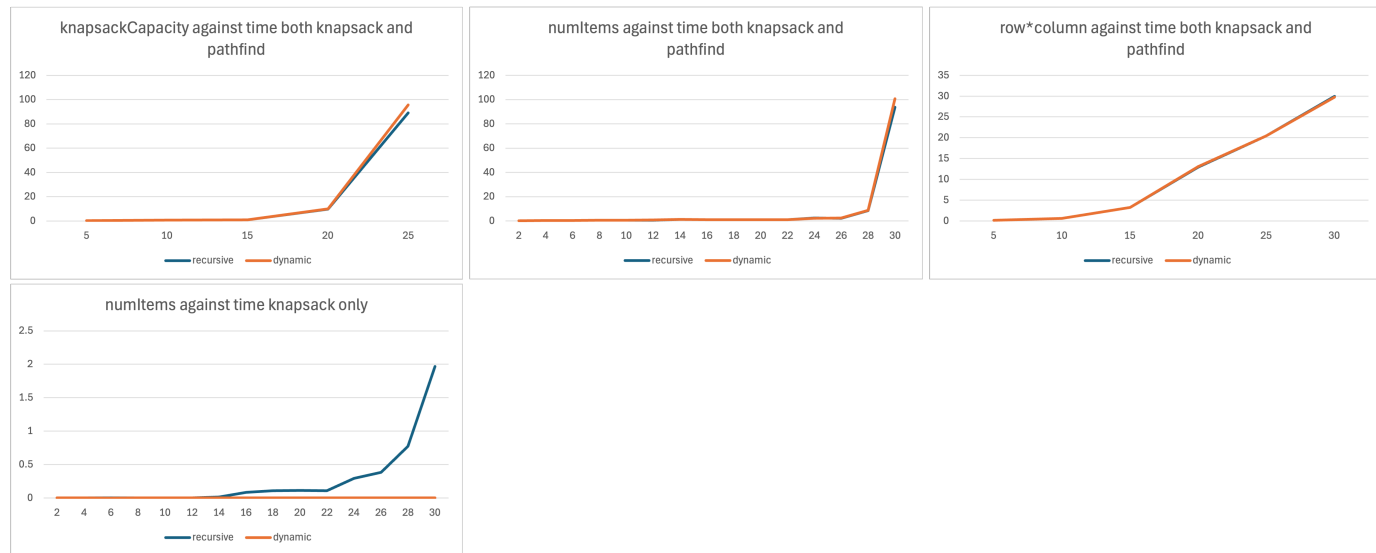 knapsackCapacity against time both knapsack and
pathfind
120
100
80
60
40
20
0
5 10 15 20 25
recursive dynamic
numItems against time both knapsack and
pathfind
120
100
80
60
40
20
0
2 4 6 8 10 12 14 16 18 20 22 24 26 28 30
recursive dynamic
row*column against time both knapsack and
pathfind
35
30
25
20
15
10
5
0
5 10 15 20 25 30
recursive dynamic
numItems against time knapsack only
2.5
2
1.5
1
0.5
0
2 4 6 8 10 12 14 16 18 20 22 24 26 28 30
recursive dynamic